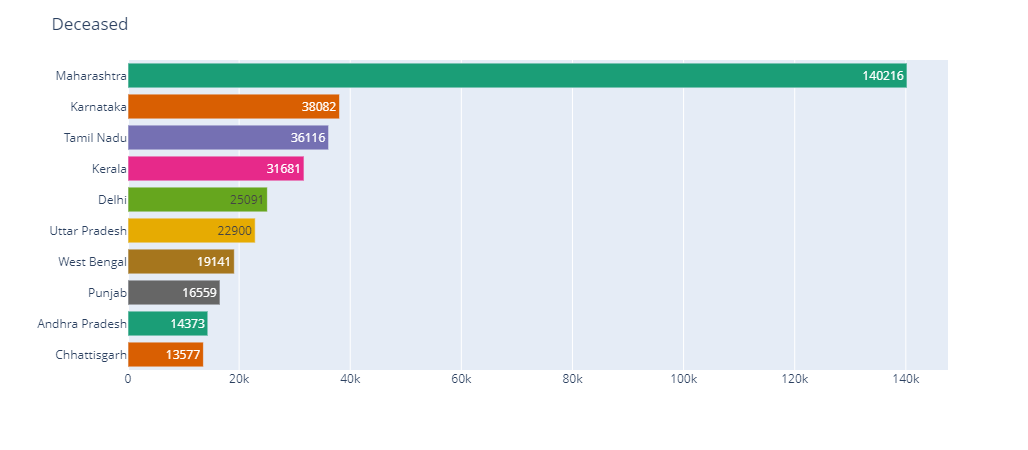 Deceased
Maharashtra 140216
Karnataka 38082
Tamil Nadu 36116
Kerala 31681
Delhi 25091
Uttar Pradesh 22900
West Bengal 19141
Punjab 16559
Andhra Pradesh 14373
Chhattisgarh 13577
0 20k 40k 60k 80k 100k 120k 140k